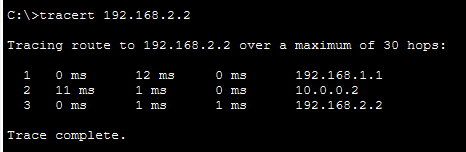 C:\>tracert 192.168.2.2
Tracing route to 192.168.2.2 over a maximum of 30 hops:
1 0 ms 12 ms 0 ms 192.168.1.1
2 11 ms 1 ms 0 ms 10.0.0.2
3 0 ms 1 ms 1 ms 192.168.2.2
Trace complete.